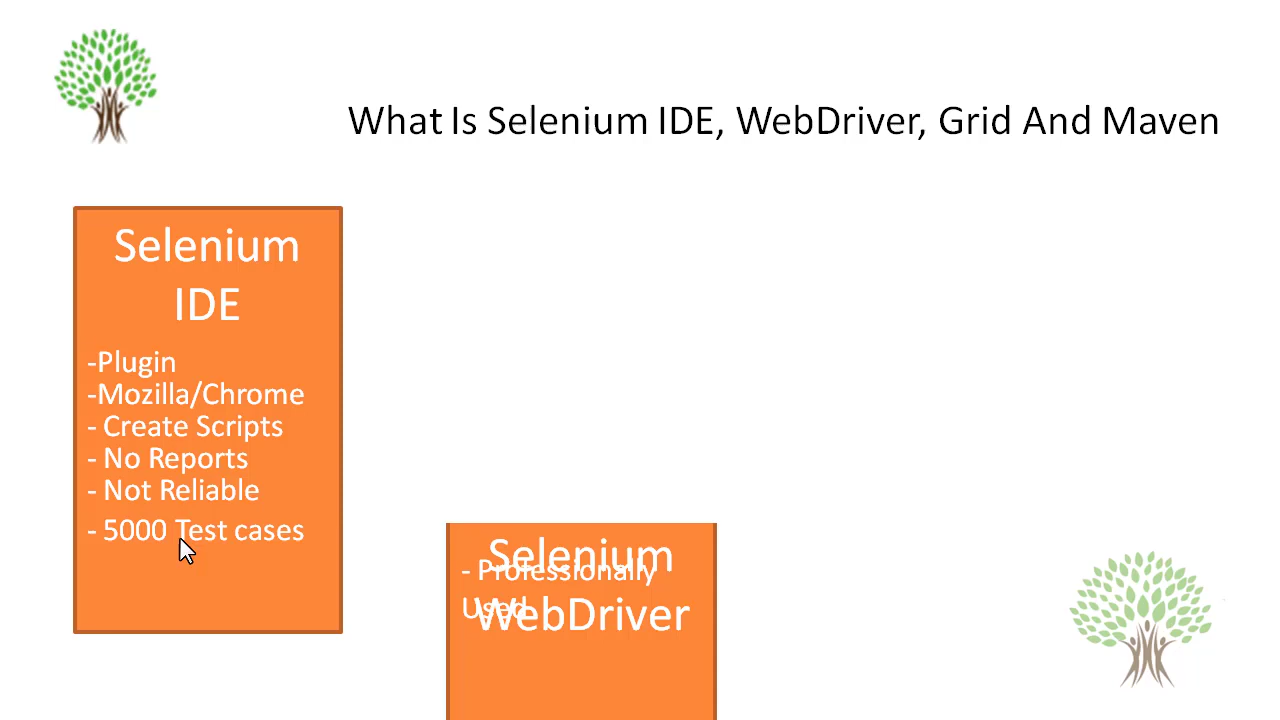 What Is Selenium IDE, WebDriver, Grid And Maven
Selenium
IDE
-Plugin
-Mozilla/Chrome
- Create Scripts
- No Reports
- Not Reliable
- 5000 Test cases
Selenium
WebDriver
- Professionally
Used